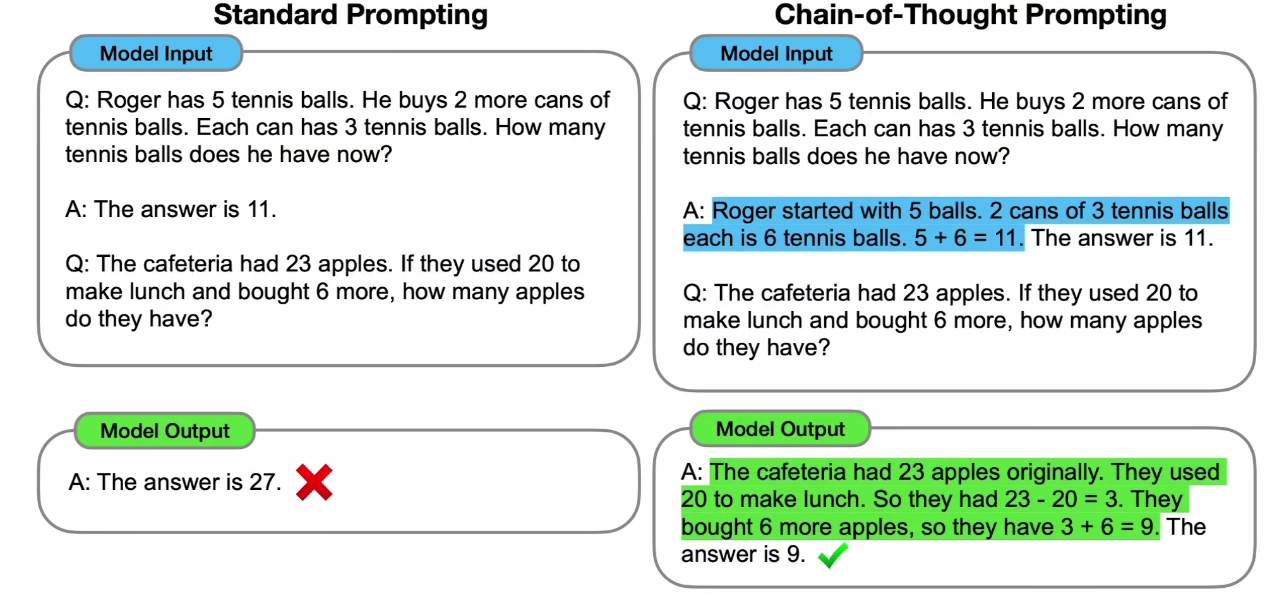 Standard Prompting
Model Input
Q: Roger has 5 tennis balls. He buys 2 more cans of
tennis balls. Each can has 3 tennis balls. How many
tennis balls does he have now?
A: The answer is 11.
Q: The cafeteria had 23 apples. If they used 20 to
make lunch and bought 6 more, how many apples
do they have?
Model Output
A: The answer is 27.
Chain-of-Thought Prompting
Model Input
Q: Roger has 5 tennis balls. He buys 2 more cans of
tennis balls. Each can has 3 tennis balls. How many
tennis balls does he have now?
A: Roger started with 5 balls. 2 cans of 3 tennis balls
each is 6 tennis balls. 5 + 6 = 11. The answer is 11.
Q: The cafeteria had 23 apples. If they used 20 to
make lunch and bought 6 more, how many apples
do they have?
Model Output
A: The cafeteria had 23 apples originally. They used
20 to make lunch. So they had 23 - 20 = 3. They
bought 6 more apples, so they have 3 + 6 = 9. The
answer is 9.